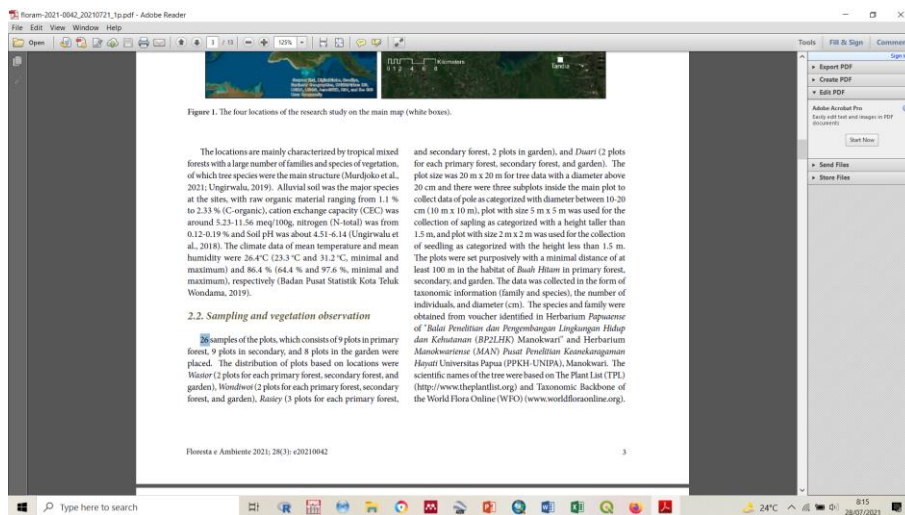 floram-2021-0042_20210721_1p.pdf - Adobe Reader
File Edit View Window Help
Open
3 / 13
125%
Tools Fill & Sign Comment
Sign In
Export PDF
Create PDF
Edit PDF
Adobe Acrobat Pro
Easily edit text and images in PDF
documents
Start Now
Send Files
Store Files
Kilometers
0 1 2 4 6 8
Tandia
Figure 1. The four locations of the research study on the main map (white boxes).
The locations are mainly characterized by tropical mixed
forests with a large number of families and species of vegetation,
of which tree species were the main structure (Murdjoko et al.,
2021; Ungirwalu, 2019). Alluvial soil was the major species
at the sites, with raw organic material ranging from 1.1 %
to 2.33 % (C-organic), cation exchange capacity (CEC) was
around 5.23-11.56 meq/100g, nitrogen (N-total) was from
0.12-0.19 % and Soil pH was about 4.51-6.14 (Ungirwalu et
al., 2018). The climate data of mean temperature and mean
humidity were 26.4°C (23.3 °C and 31.2 °C, minimal and
maximum) and 86.4 % (64.4 % and 97.6 %, minimal and
maximum), respectively (Badan Pusat Statistik Kota Teluk
Wondama, 2019).
2.2. Sampling and vegetation observation
26 samples of the plots, which consists of 9 plots in primary
forest, 9 plots in secondary, and 8 plots in the garden were
placed. The distribution of plots based on locations were
Wasior (2 plots for each primary forest, secondary forest, and
garden), Wondiwoi (2 plots for each primary forest, secondary
forest, and garden), Rasiey (3 plots for each primary forest,
and secondary forest, 2 plots in garden), and Duari (2 plots
for each primary forest, secondary forest, and garden). The
plot size was 20 m x 20 m for tree data with a diameter above
20 cm and there were three subplots inside the main plot to
collect data of pole as categorized with diameter between 10-20
cm (10 m x 10 m), plot with size 5 m x 5 m was used for the
collection of sapling as categorized with a height taller than
1.5 m, and plot with size 2 m x 2 m was used for the collection
of seedling as categorized with the height less than 1.5 m.
The plots were set purposively with a minimal distance of at
least 100 m in the habitat of Buah Hitam in primary forest,
secondary, and garden. The data was collected in the form of
taxonomic information (family and species), the number of
individuals, and diameter (cm). The species and family were
obtained from voucher identified in Herbarium Papuaense
of "Balai Penelitian dan Pengembangan Lingkungan Hidup
dan Kehutanan (BP2LHK) Manokwari" and Herbarium
Manokwariense (MAN) Pusat Penelitian Keanekaragaman
Hayati Universitas Papua (PPKH-UNIPA), Manokwari. The
scientific names of the tree were based on The Plant List (TPL)
(http://www.theplantlist.org) and Taxonomic Backbone of
the World Flora Online (WFO) (www.worldfloraonline.org).
Floresta e Ambiente 2021; 28(3): e20210042
3
Type here to search
24°C
8:15
28/07/2021